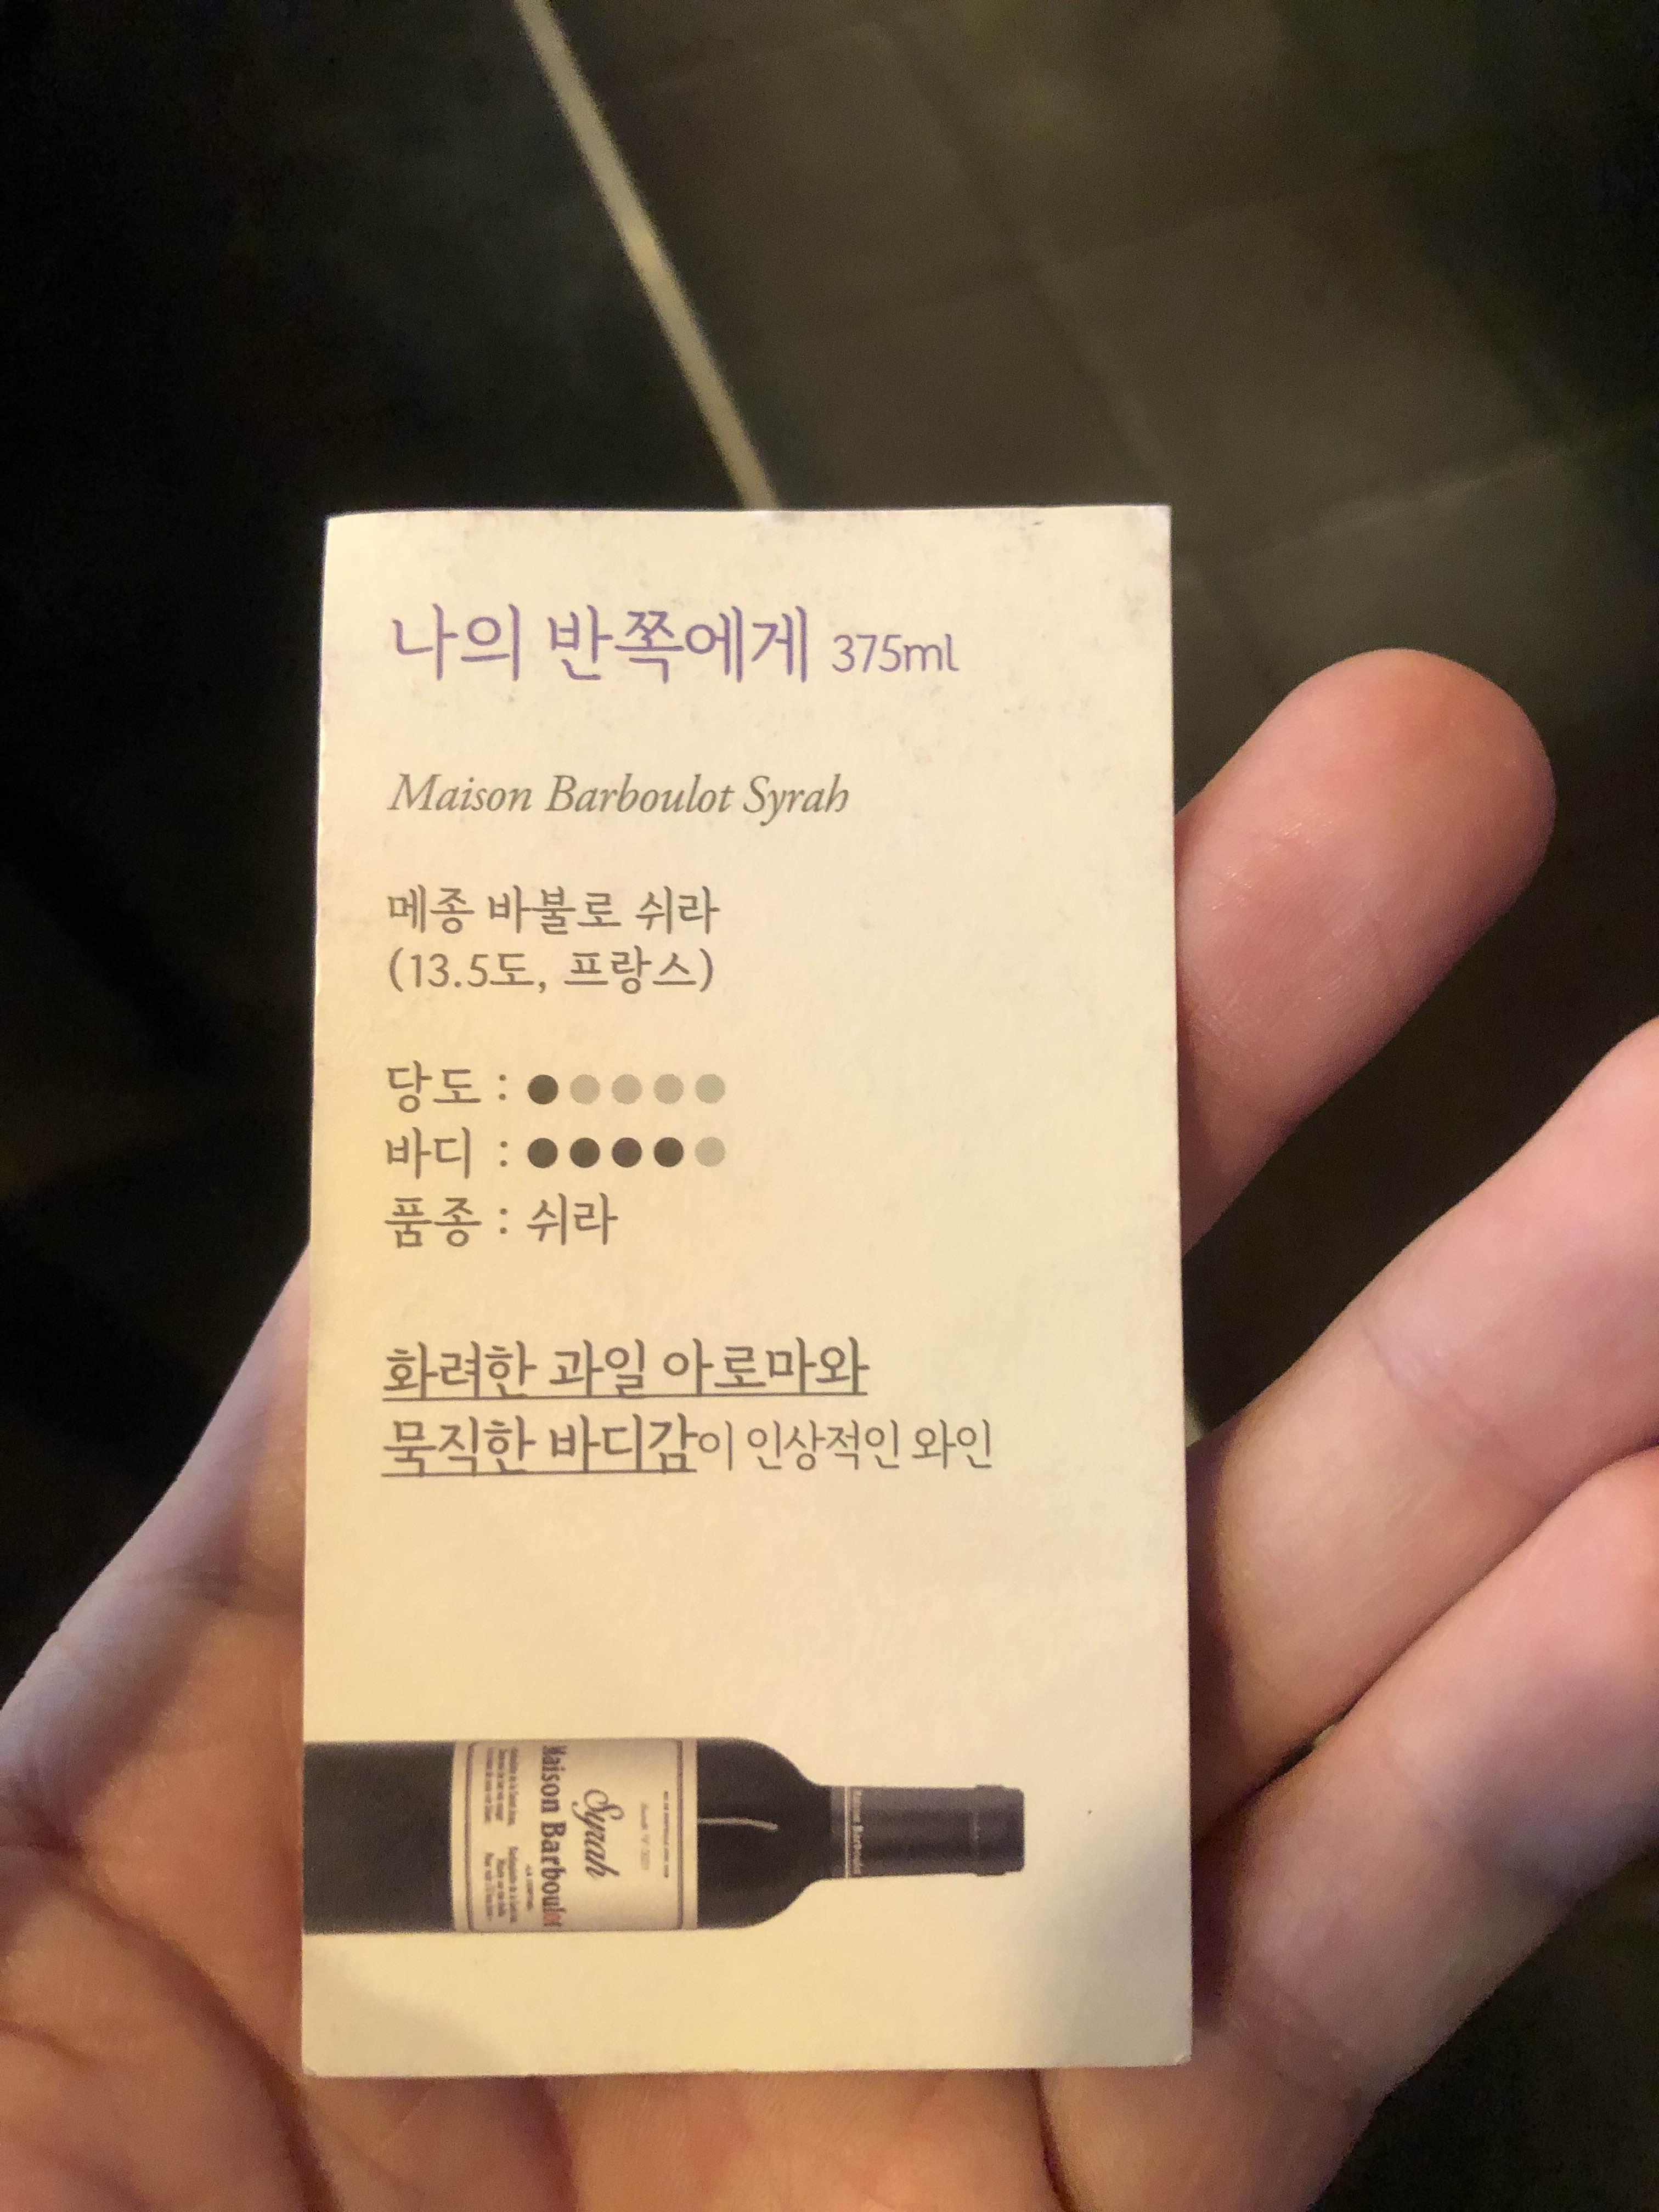 나의 반쪽에게 375ml
Maison Barboulot Syrah
메종 바불로 쉬라
(13.5도, 프랑스)
당도 : ●●●●●
바디 : ●●●●●
품종 : 쉬라
화려한 과일 아로마와
묵직한 바디감이 인상적인 와인
Syrah
Maison Barboulot